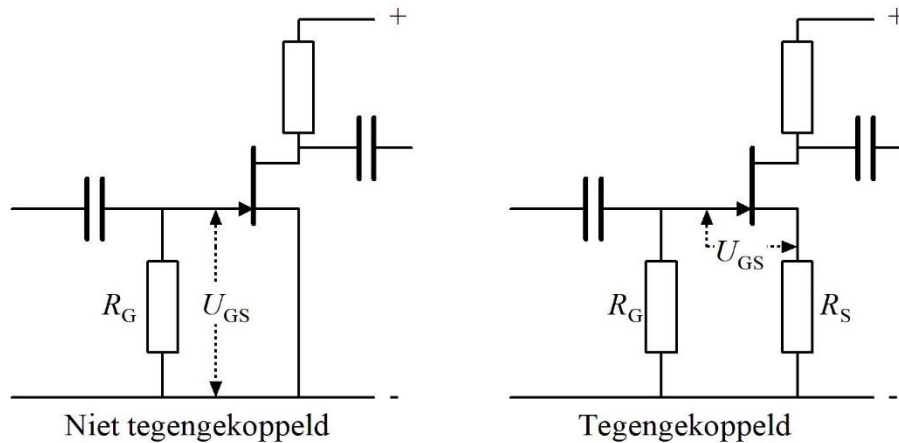 +
R_G
U_GS
-
Niet tegengekoppeld
+
U_GS
R_G
R_S
-
Tegengekoppeld